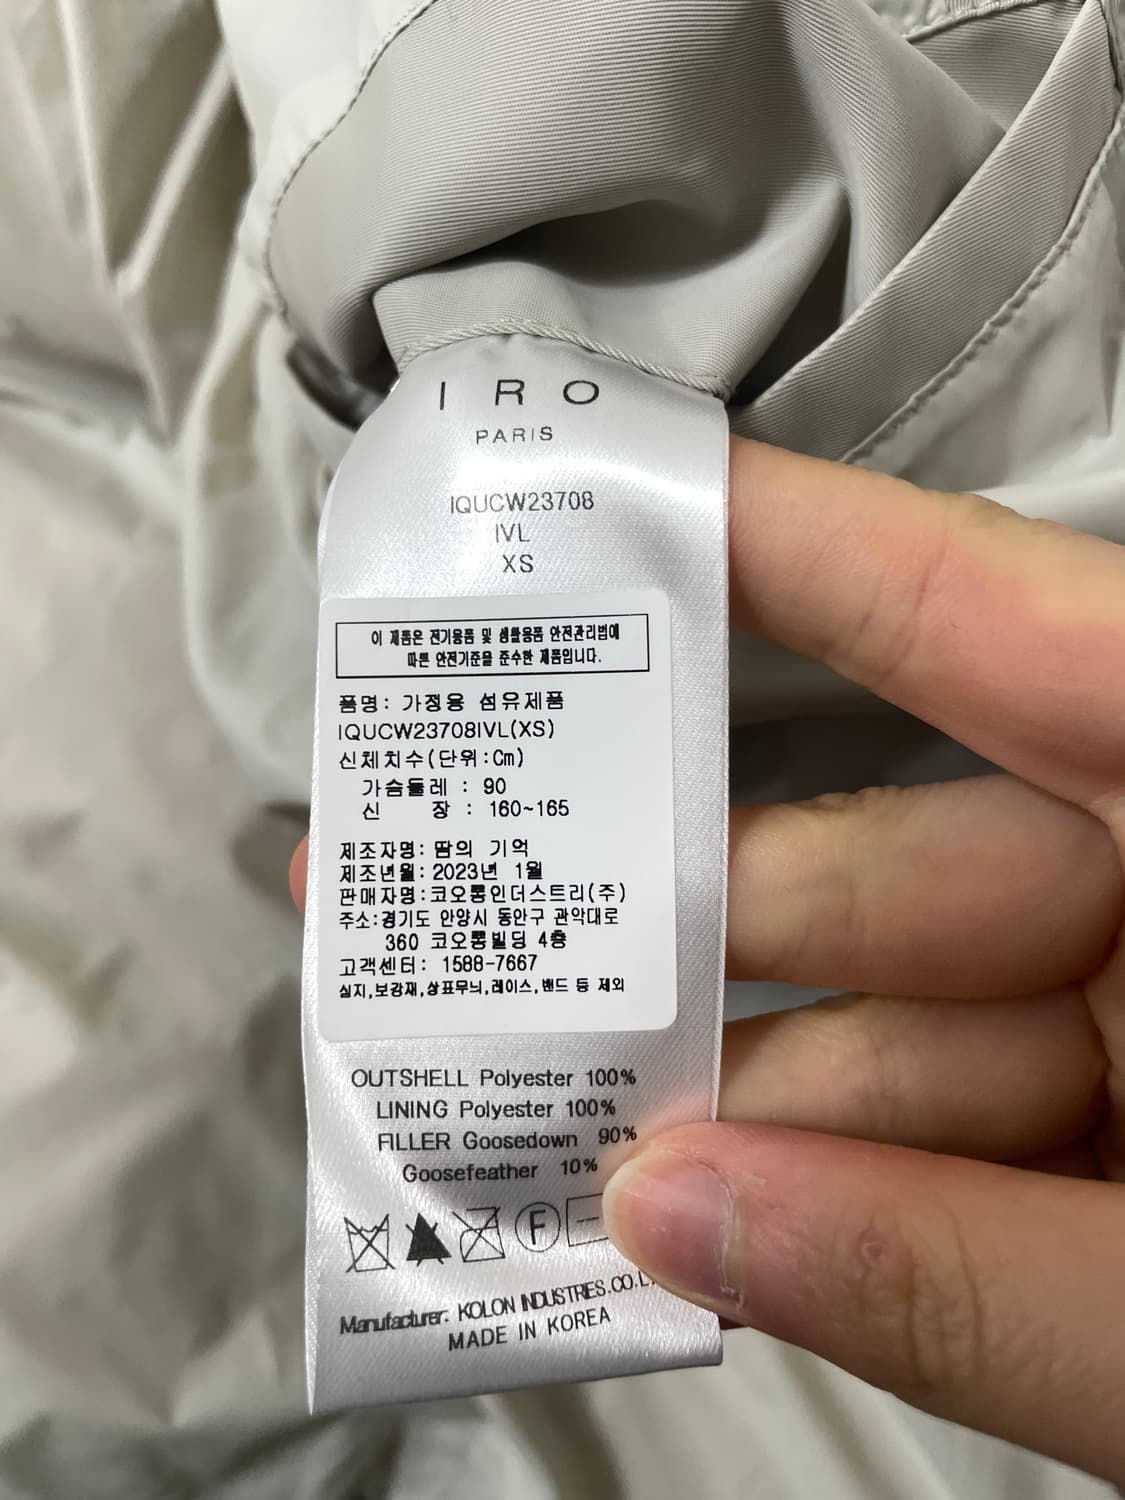 IRO
PARIS
IQUCW23708
IVL
XS
이 제품은 전기용품 및 생활용품 안전관리법에
따른 안전기준을 준수한 제품입니다.
품명: 가정용 섬유제품
IQUCW23708IVL(XS)
신체치수(단위:Cm)
가슴둘레 : 90
신 장 : 160~165
제조자명: 땀의 기억
제조년월: 2023년 1월
판매자명:코오롱인더스트리(주)
주소:경기도 안양시 동안구 관악대로
360 코오롱빌딩 4층
고객센터: 1588-7667
심지,보강재,상표무늬,레이스,밴드 등 제외
OUTSHELL Polyester 100%
LINING Polyester 100%
FILLER Goosedown 90%
Goosefeather 10%
F
Manufacturer: KOLON INDUSTRIES.CO.L
MADE IN KOREA